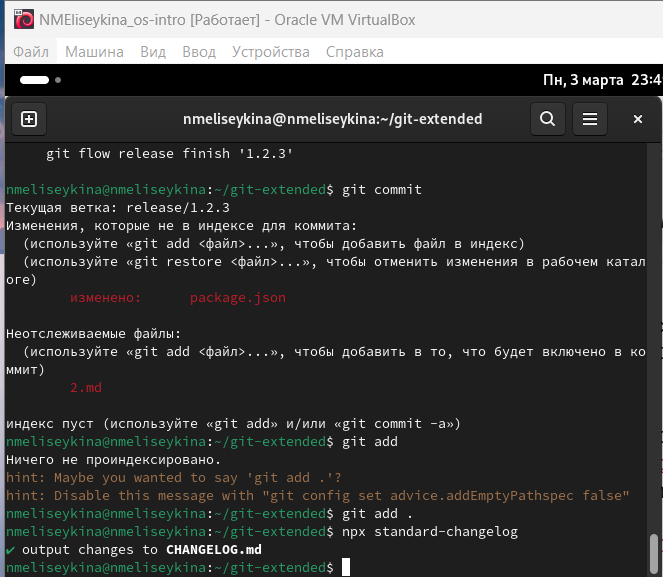 NMEliseykina_os-intro [Работает] - Oracle VM VirtualBox
Файл Машина Вид Ввод Устройства Справка
Пн, 3 марта 23:4
nmeliseykina@nmeliseykina:~/git-extended
git flow release finish '1.2.3'
nmeliseykina@nmeliseykina:~/git-extended$ git commit
Текущая ветка: release/1.2.3
Изменения, которые не в индексе для коммита:
(используйте «git add <файл>...», чтобы добавить файл в индекс)
(используйте «git restore <файл>...», чтобы отменить изменения в рабочем катал
оге)
изменено: package.json
Неотслеживаемые файлы:
(используйте «git add <файл>...», чтобы добавить в то, что будет включено в ко
ммит)
2.md
индекс пуст (используйте «git add» и/или «git commit -a»)
nmeliseykina@nmeliseykina:~/git-extended$ git add
Ничего не проиндексировано.
hint: Maybe you wanted to say 'git add .'?
hint: Disable this message with "git config set advice.addEmptyPathspec false"
nmeliseykina@nmeliseykina:~/git-extended$ git add .
nmeliseykina@nmeliseykina:~/git-extended$ npx standard-changelog
✔ output changes to CHANGELOG.md
nmeliseykina@nmeliseykina:~/git-extended$